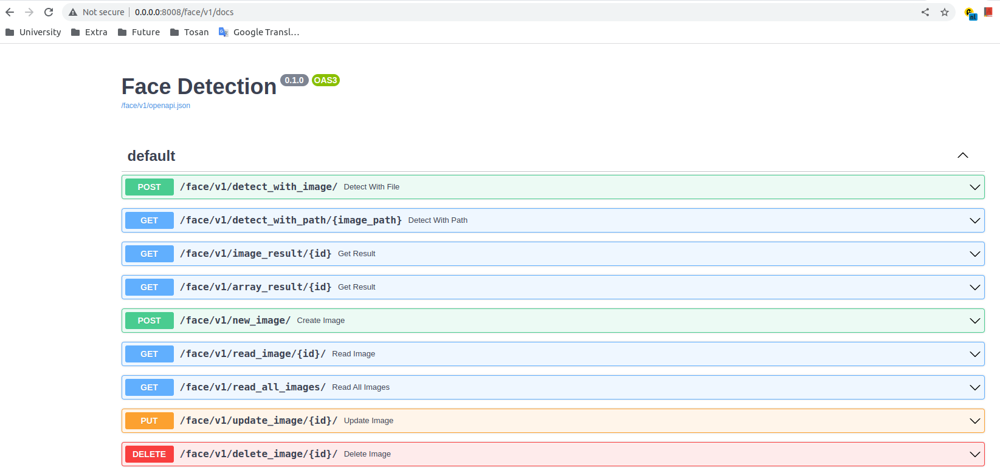 Not secure | 0.0.0.0:8008/face/v1/docs
nl
University Extra Future Tosan Google Transl...
Face Detection 0.1.0 OAS3
/face/v1/openapi.json
default
POST /face/v1/detect_with_image/ Detect With File
GET /face/v1/detect_with_path/{image_path} Detect With Path
GET /face/v1/image_result/{id} Get Result
GET /face/v1/array_result/{id} Get Result
POST /face/v1/new_image/ Create Image
GET /face/v1/read_image/{id}/ Read Image
GET /face/v1/read_all_images/ Read All Images
PUT /face/v1/update_image/{id}/ Update Image
DELETE /face/v1/delete_image/{id}/ Delete Image